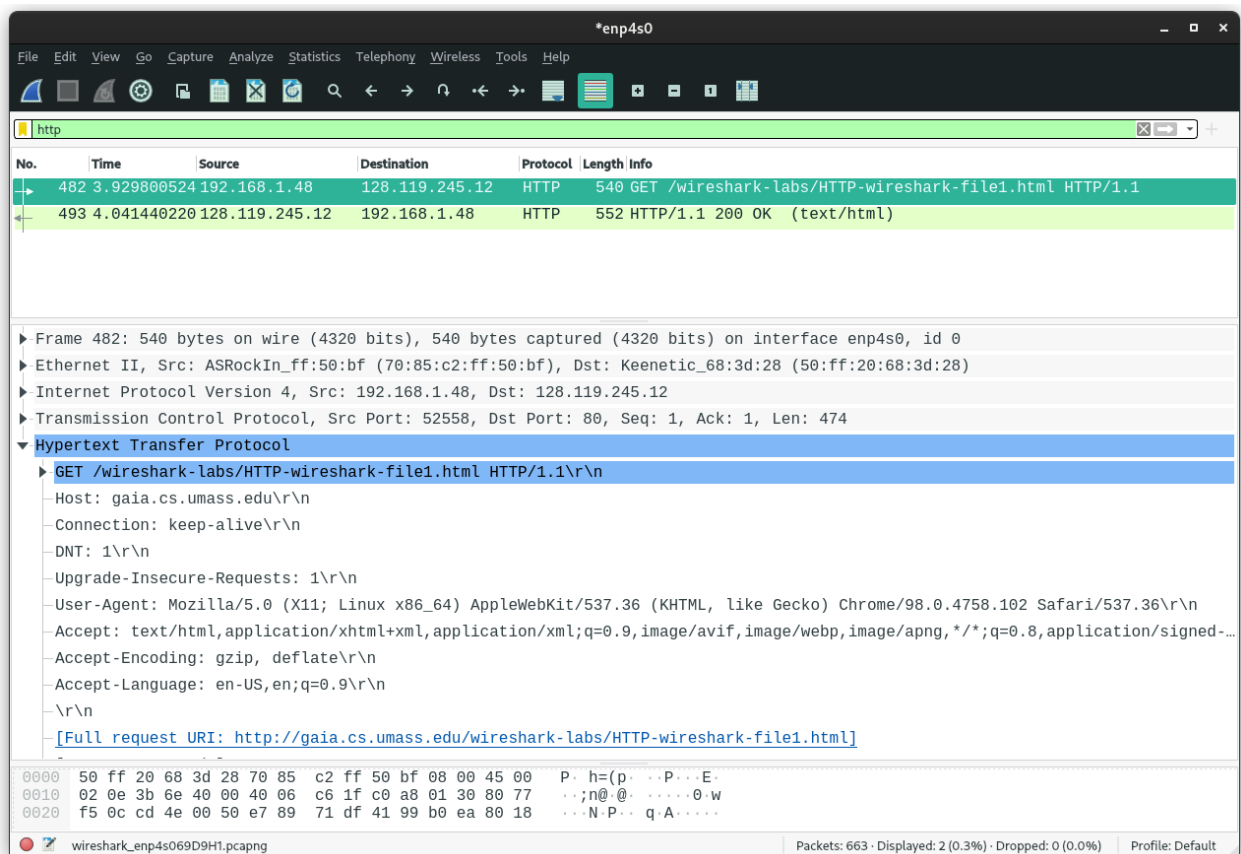 *enp4s0
File Edit View Go Capture Analyze Statistics Telephony Wireless Tools Help
http
No. Time Source Destination Protocol Length Info
482 3.929800524 192.168.1.48 128.119.245.12 HTTP 540 GET /wireshark-labs/HTTP-wireshark-file1.html HTTP/1.1
493 4.041440220 128.119.245.12 192.168.1.48 HTTP 552 HTTP/1.1 200 OK (text/html)
Frame 482: 540 bytes on wire (4320 bits), 540 bytes captured (4320 bits) on interface enp4s0, id 0
Ethernet II, Src: ASRockIn_ff:50:bf (70:85:c2:ff:50:bf), Dst: Keenetic_68:3d:28 (50:ff:20:68:3d:28)
Internet Protocol Version 4, Src: 192.168.1.48, Dst: 128.119.245.12
Transmission Control Protocol, Src Port: 52558, Dst Port: 80, Seq: 1, Ack: 1, Len: 474
Hypertext Transfer Protocol
GET /wireshark-labs/HTTP-wireshark-file1.html HTTP/1.1\r\n
Host: gaia.cs.umass.edu\r\n
Connection: keep-alive\r\n
DNT: 1\r\n
Upgrade-Insecure-Requests: 1\r\n
User-Agent: Mozilla/5.0 (X11; Linux x86_64) AppleWebKit/537.36 (KHTML, like Gecko) Chrome/98.0.4758.102 Safari/537.36\r\n
Accept: text/html,application/xhtml+xml,application/xml;q=0.9,image/avif,image/webp,image/apng,*/*;q=0.8,application/signed-…
Accept-Encoding: gzip, deflate\r\n
Accept-Language: en-US,en;q=0.9\r\n
\r\n
[Full request URI: http://gaia.cs.umass.edu/wireshark-labs/HTTP-wireshark-file1.html]
0000 50 ff 20 68 3d 28 70 85 c2 ff 50 bf 08 00 45 00 P· h=(p· ··P···E·
0010 02 0e 3b 6e 40 00 40 06 c6 1f c0 a8 01 30 80 77 ··;n@·@· ·····0·w
0020 f5 0c cd 4e 00 50 e7 89 71 df 41 99 b0 ea 80 18 ···N·P·· q·A·····
wireshark_enp4s069D9H1.pcapng Packets: 663 · Displayed: 2 (0.3%) · Dropped: 0 (0.0%) Profile: Default